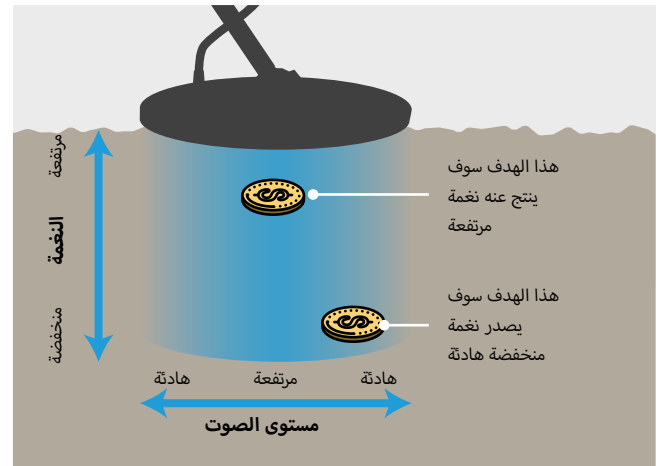 مرتفعة
النغمة
منخفضة
هذا الهدف سوف
ينتج عنه نغمة
مرتفعة
هذا الهدف سوف
يصدر نغمة
منخفضة هادئة
هادئة
مرتفعة
هادئة
مستوى الصوت